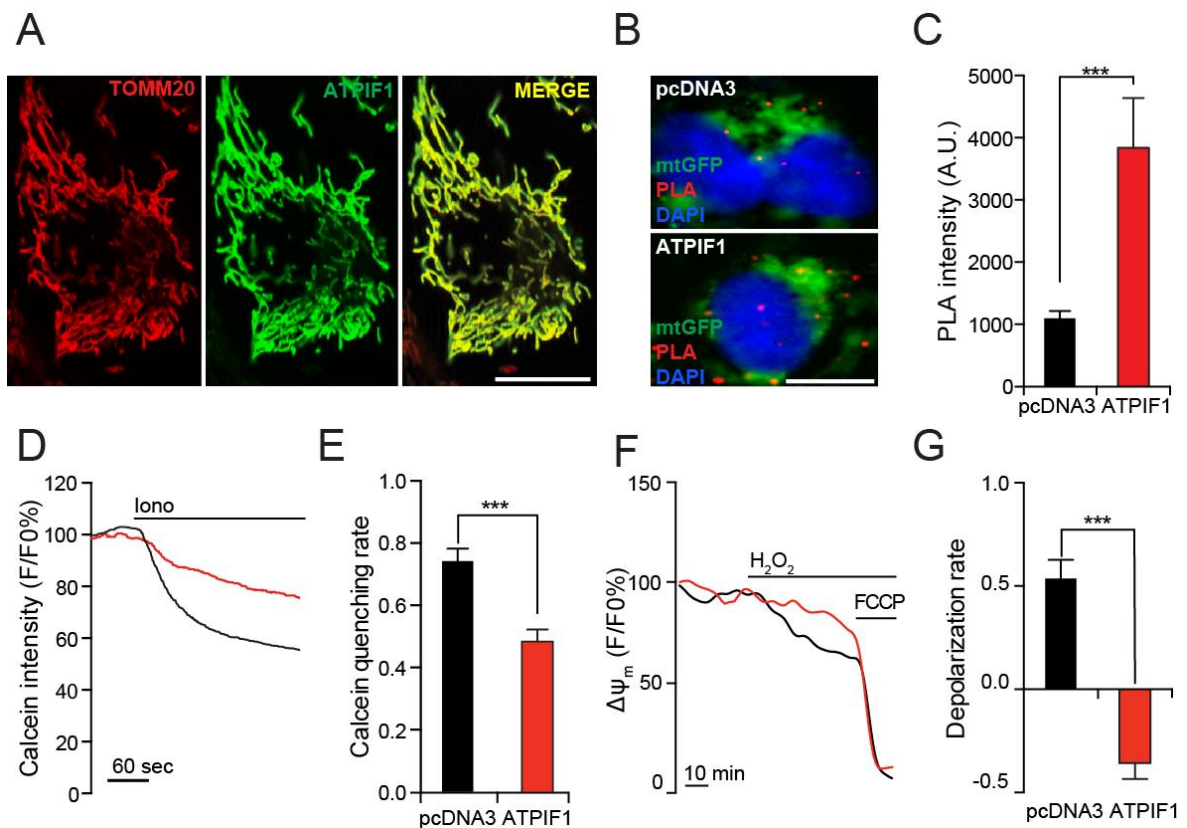 A
TOMM20
ATPIF1
MERGE
B
pcDNA3
mtGFP
PLA
DAPI
ATPIF1
mtGFP
PLA
DAPI
C
PLA intensity (A.U.)
5000
4000
3000
2000
1000
0
***
pcDNA3 ATPIF1
D
Calcein intensity (F/F0%)
120
100
80
60
40
20
0
Iono
60 sec
E
Calcein quenching rate
1.0
0.8
0.6
0.4
0.2
0.0
***
pcDNA3 ATPIF1
F
Δψm (F/F0%)
150
100
50
0
H2O2
FCCP
10 min
G
Depolarization rate
1.0
0.5
0.0
-0.5
***
pcDNA3 ATPIF1